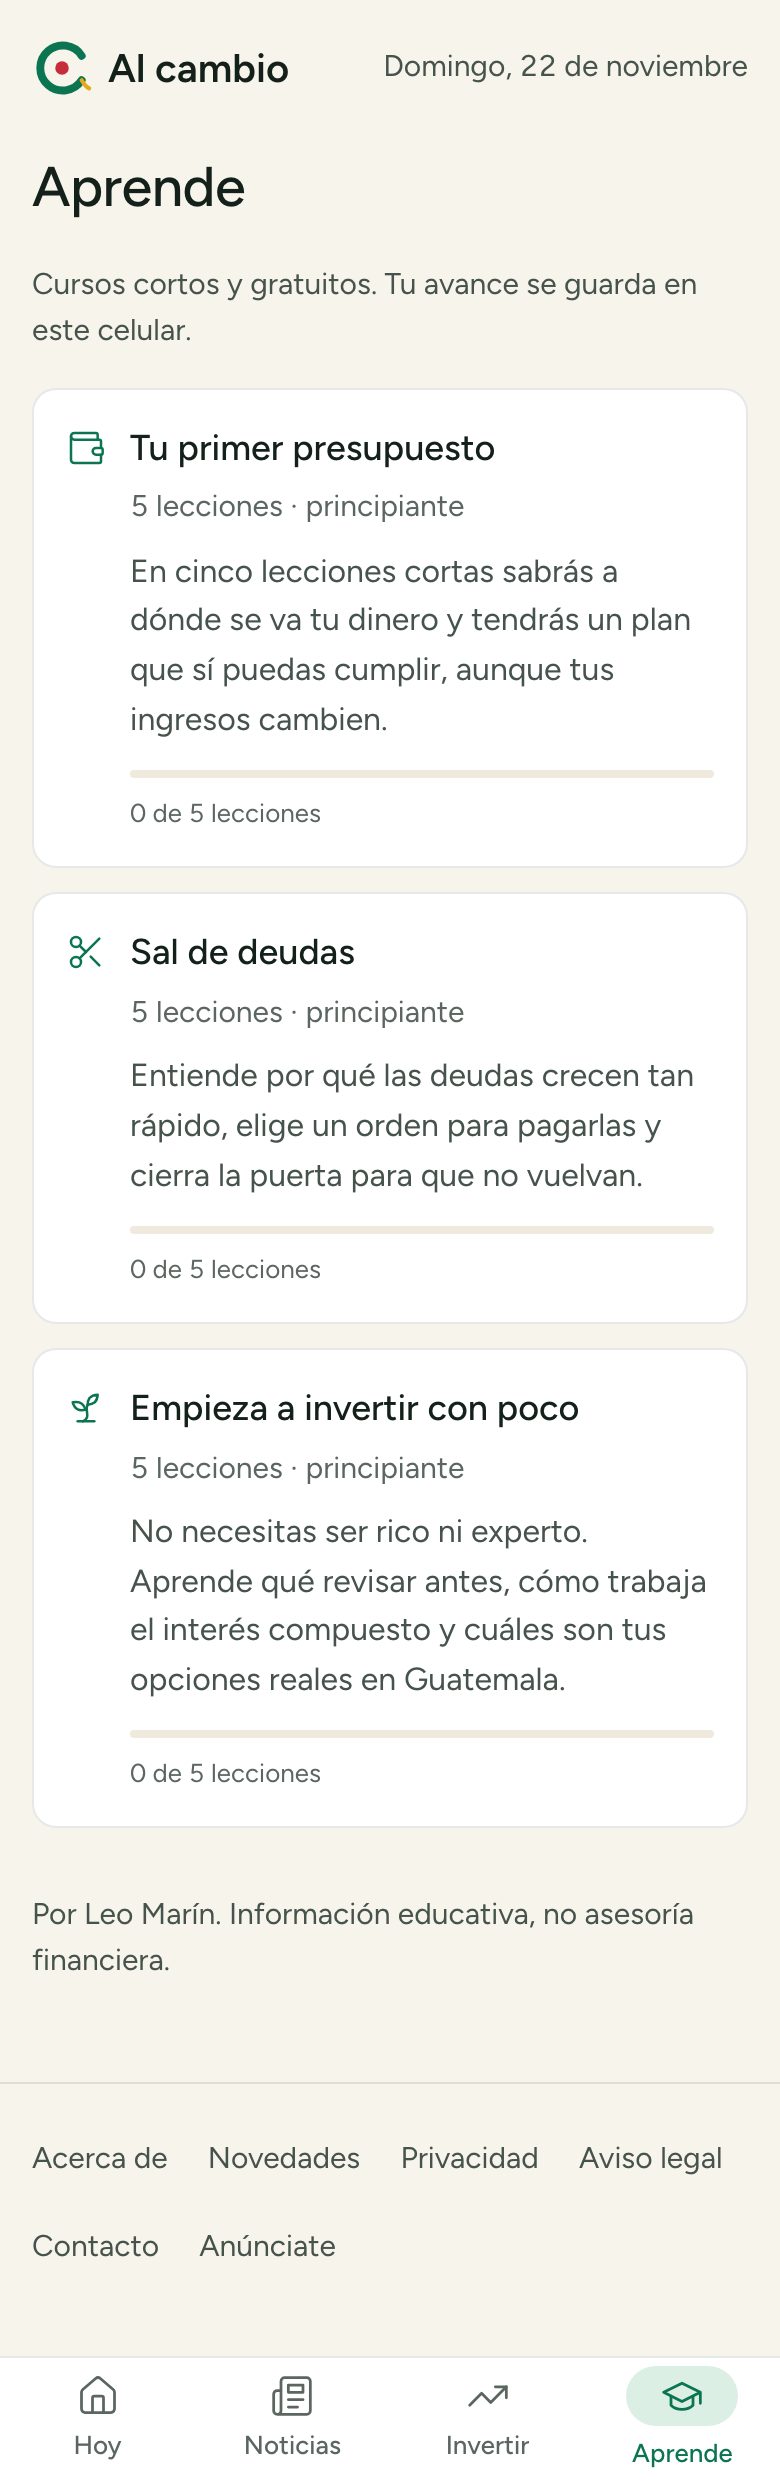 Al cambio
Domingo, 22 de noviembre
Aprende
Cursos cortos y gratuitos. Tu avance se guarda en
este celular.
Tu primer presupuesto
5 lecciones · principiante
En cinco lecciones cortas sabrás a
dónde se va tu dinero y tendrás un plan
que sí puedas cumplir, aunque tus
ingresos cambien.
0 de 5 lecciones
Sal de deudas
5 lecciones · principiante
Entiende por qué las deudas crecen tan
rápido, elige un orden para pagarlas y
cierra la puerta para que no vuelvan.
0 de 5 lecciones
Empieza a invertir con poco
5 lecciones · principiante
No necesitas ser rico ni experto.
Aprende qué revisar antes, cómo trabaja
el interés compuesto y cuáles son tus
opciones reales en Guatemala.
0 de 5 lecciones
Por Leo Marín. Información educativa, no asesoría
financiera.
Acerca de Novedades Privacidad Aviso legal
Contacto Anúnciate
Hoy Noticias Invertir Aprende